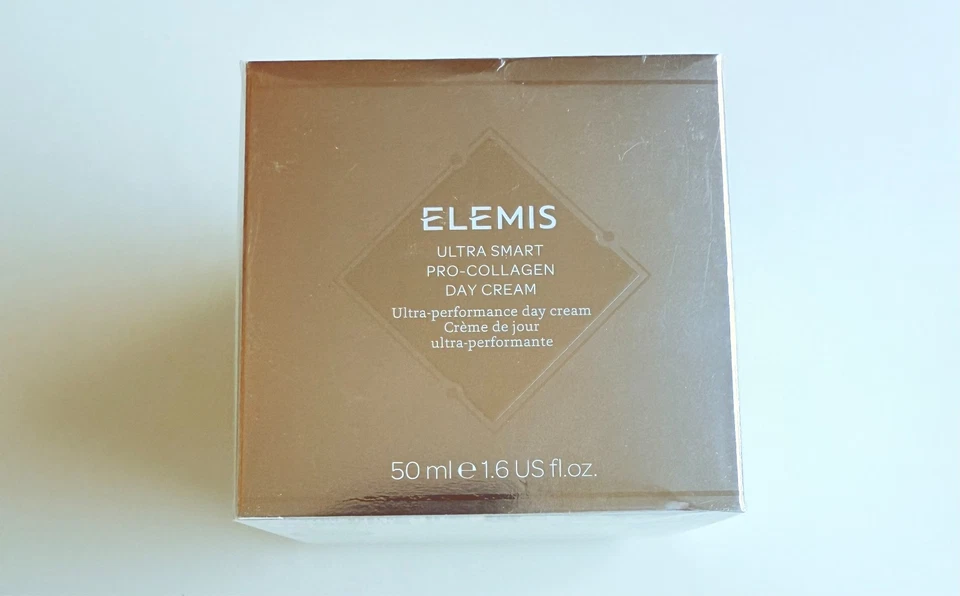 ELEMIS
ULTRA SMART
PRO-COLLAGEN
DAY CREAM
Ultra-performance day cream
Crème de jour
ultra-performante
50 ml ℮ 1.6 US fl.oz.